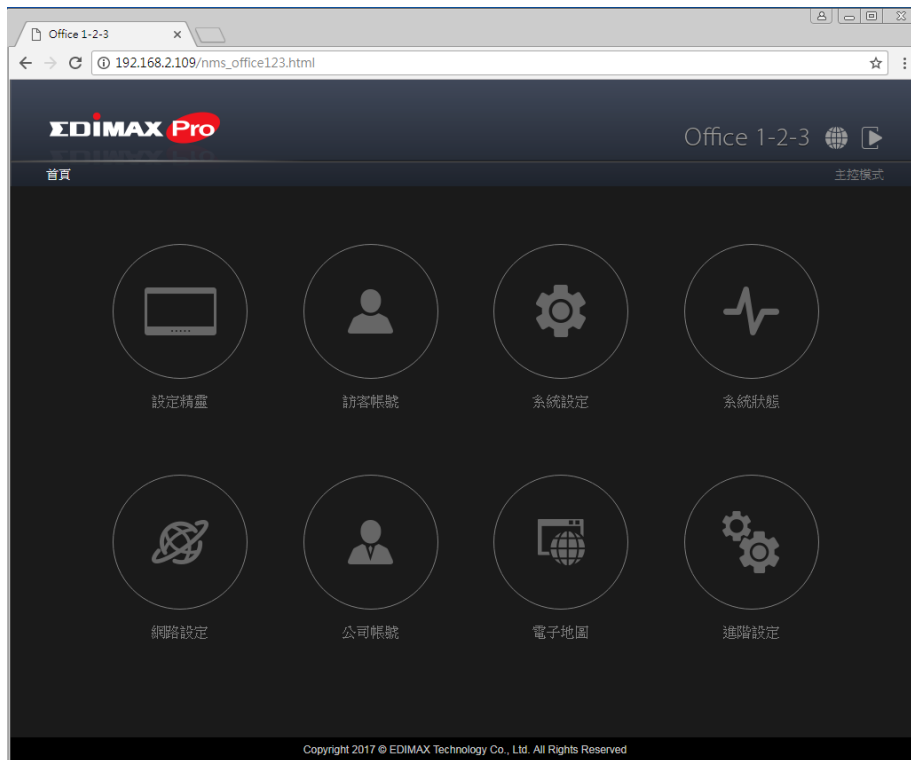 Office 1-2-3
192.168.2.109/nms_office123.html
EDIMAX Pro
Office 1-2-3
首頁
主控模式
設定精靈
訪客帳號
系統設定
系統狀態
網路設定
公司帳號
電子地圖
進階設定
Copyright 2017 © EDIMAX Technology Co., Ltd. All Rights Reserved